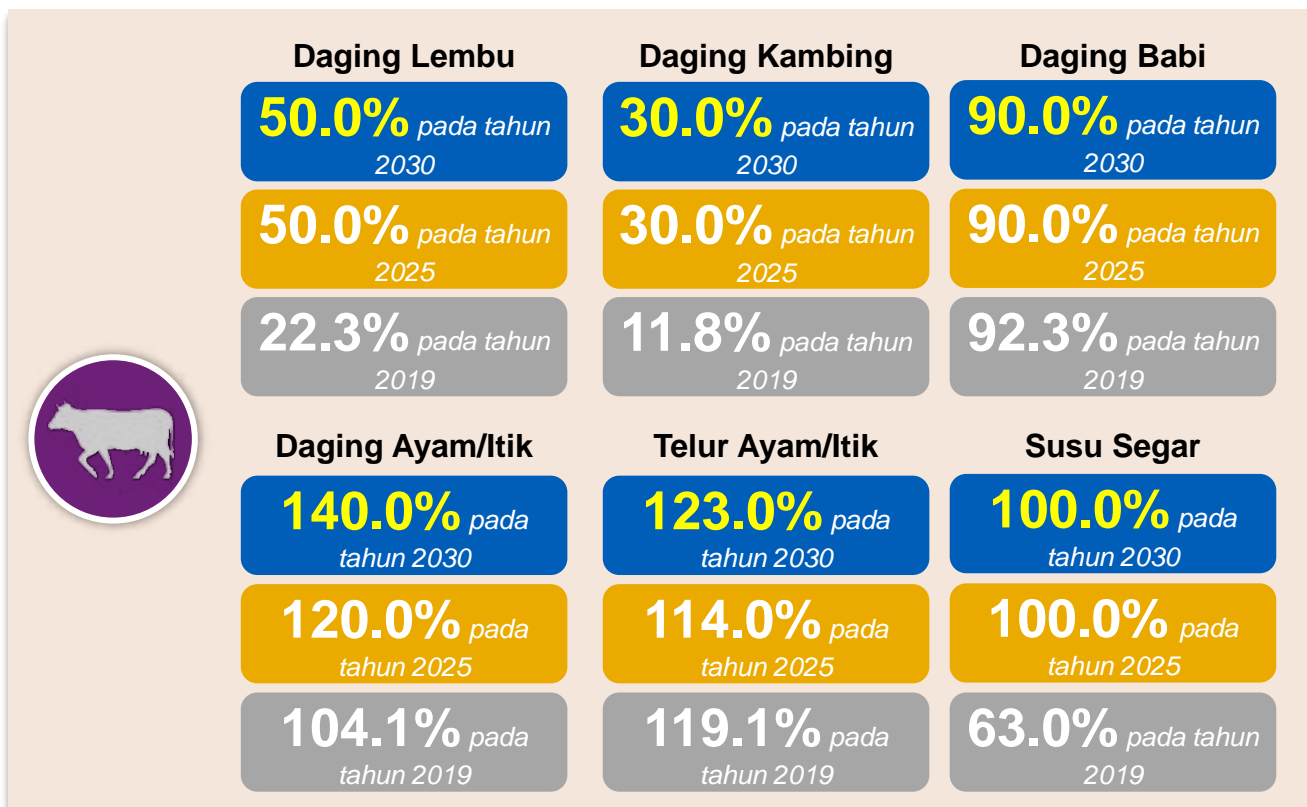 Daging Lembu
50.0% pada tahun
2030
50.0% pada tahun
2025
22.3% pada tahun
2019
Daging Kambing
30.0% pada tahun
2030
30.0% pada tahun
2025
11.8% pada tahun
2019
Daging Babi
90.0% pada tahun
2030
90.0% pada tahun
2025
92.3% pada tahun
2019
Daging Ayam/Itik
140.0% pada
tahun 2030
120.0% pada
tahun 2025
104.1% pada
tahun 2019
Telur Ayam/Itik
123.0% pada
tahun 2030
114.0% pada
tahun 2025
119.1% pada
tahun 2019
Susu Segar
100.0% pada
tahun 2030
100.0% pada
tahun 2025
63.0% pada tahun
2019